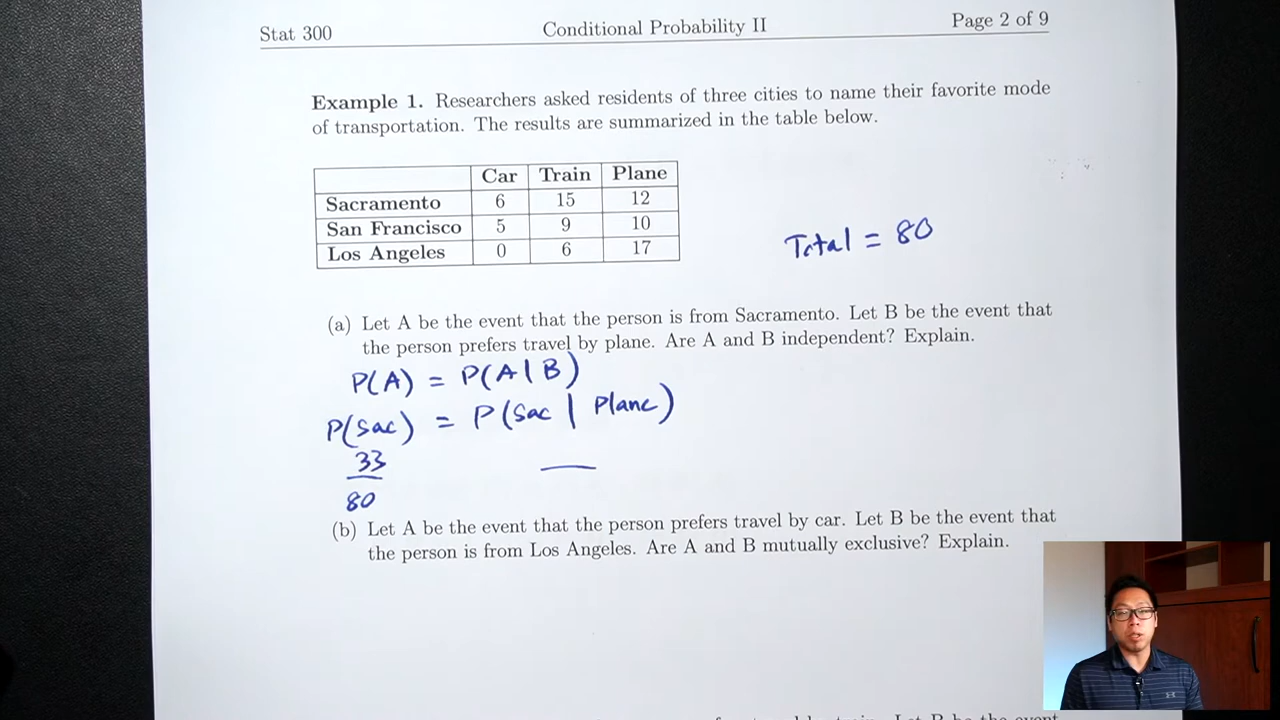 Stat 300 Conditional Probability II Page 2 of 9
Example 1. Researchers asked residents of three cities to name their favorite mode
of transportation. The results are summarized in the table below.
Car Train Plane
Sacramento 6 15 12
San Francisco 5 9 10
Los Angeles 0 6 17
Total = 80
(a) Let A be the event that the person is from Sacramento. Let B be the event that
the person prefers travel by plane. Are A and B independent? Explain.
P(A) = P(A | B)
P(Sac) = P(Sac | Plane)
33
80
(b) Let A be the event that the person prefers travel by car. Let B be the event that
the person is from Los Angeles. Are A and B mutually exclusive? Explain.